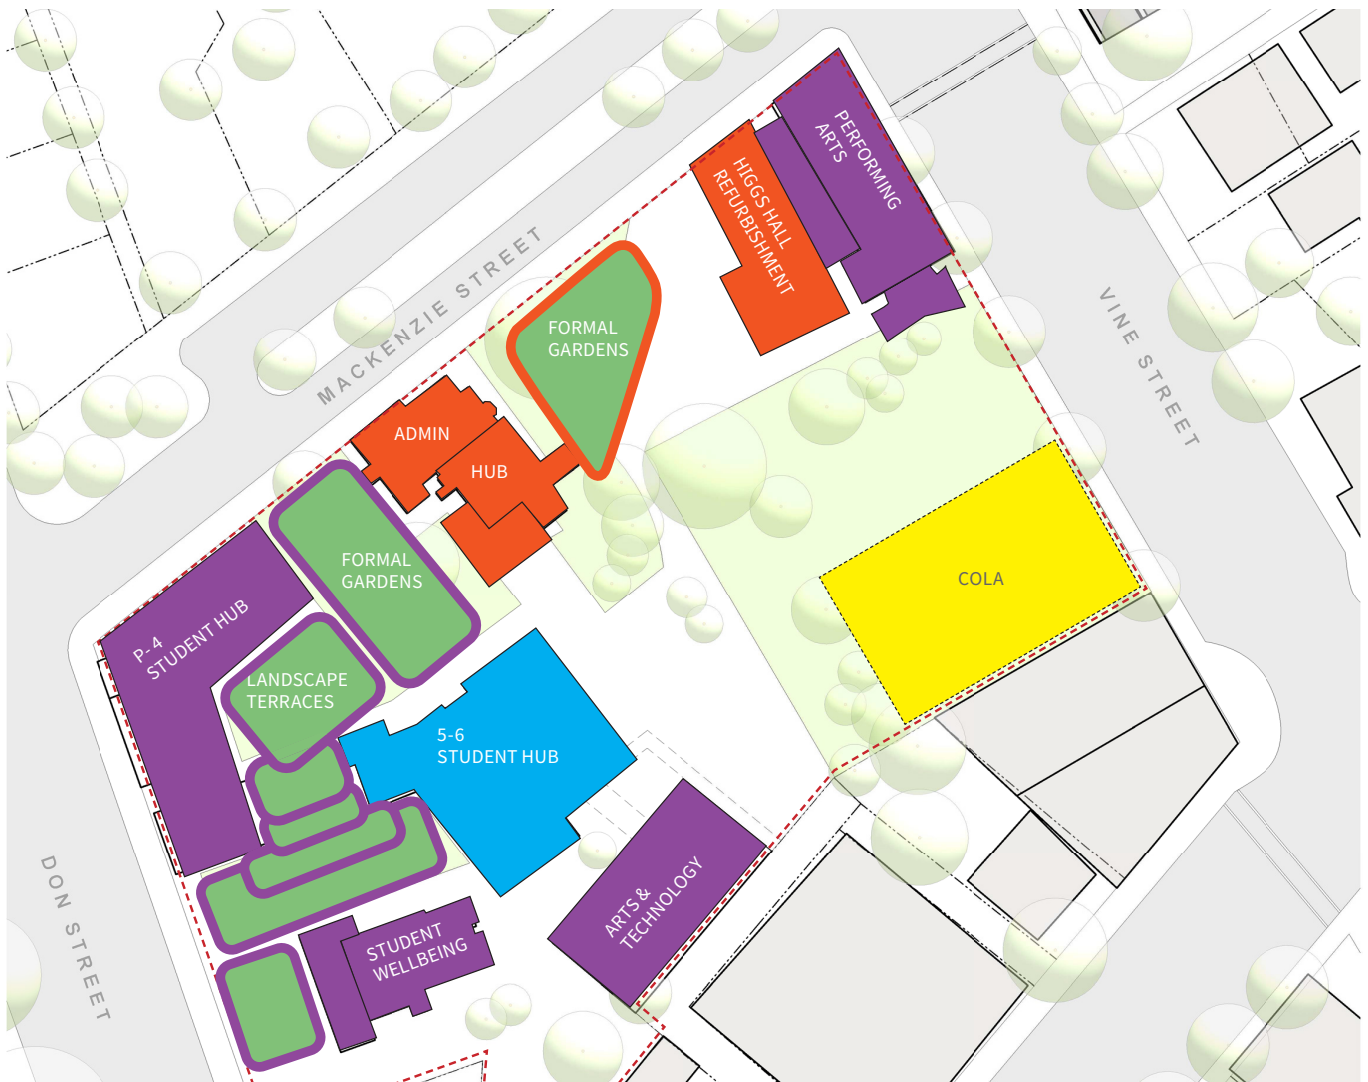 PERFORMING
ARTS
HIGGS HALL
REFURBISHMENT
MACKENZIE STREET
VINE STREET
FORMAL
GARDENS
ADMIN
HUB
FORMAL
GARDENS
COLA
P-4
STUDENT HUB
LANDSCAPE
TERRACES
5-6
STUDENT HUB
DON STREET
ARTS &
TECHNOLOGY
STUDENT
WELLBEING